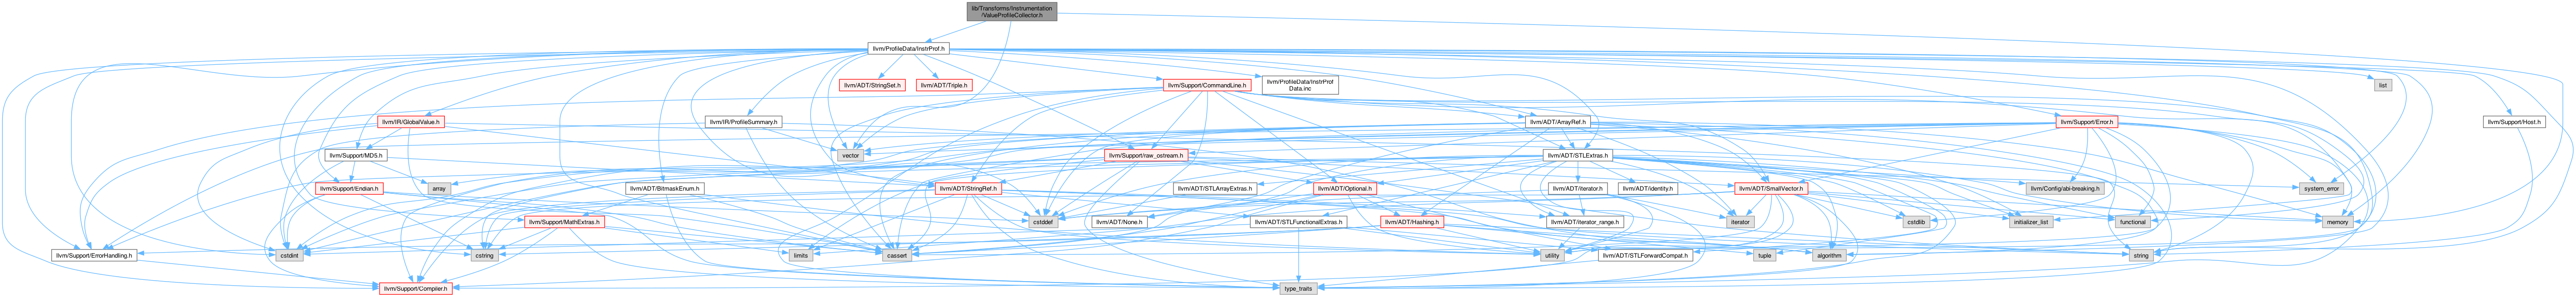 lib/Transforms/Instrumentation
/ValueProfileCollector.h
llvm/ProfileData/InstrProf.h
llvm/ADT/StringSet.h
llvm/ADT/Triple.h
llvm/Support/CommandLine.h
llvm/ProfileData/InstrProf
Data.inc
list
llvm/IR/GlobalValue.h
llvm/IR/ProfileSummary.h
llvm/ADT/ArrayRef.h
llvm/Support/Error.h
llvm/Support/Host.h
llvm/Support/MD5.h
vector
llvm/Support/raw_ostream.h
llvm/ADT/STLExtras.h
llvm/Support/Endian.h
array
llvm/ADT/BitmaskEnum.h
llvm/ADT/StringRef.h
llvm/ADT/STLArrayExtras.h
llvm/ADT/Optional.h
llvm/ADT/iterator.h
llvm/ADT/identity.h
llvm/ADT/SmallVector.h
llvm/Config/abi-breaking.h
system_error
llvm/Support/MathExtras.h
cstddef
llvm/ADT/None.h
llvm/ADT/STLFunctionalExtras.h
llvm/ADT/Hashing.h
llvm/ADT/iterator_range.h
iterator
cstdlib
initializer_list
functional
memory
llvm/Support/ErrorHandling.h
cstdint
cstring
limits
cassert
utility
llvm/ADT/STLForwardCompat.h
tuple
algorithm
string
llvm/Support/Compiler.h
type_traits